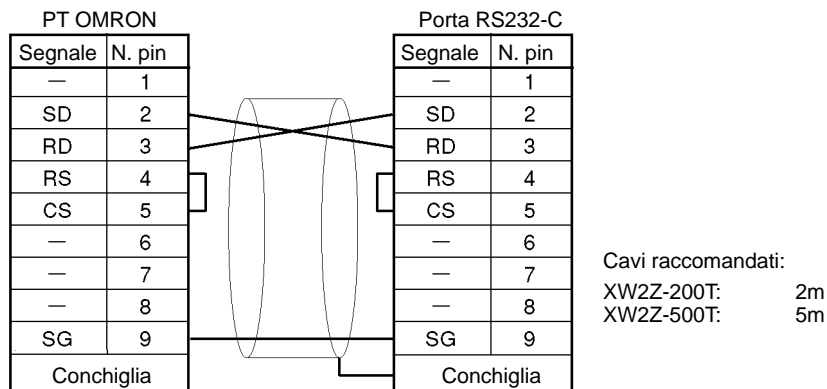 PT OMRON Porta RS232-C
Segnale N. pin Segnale N. pin
— 1 — 1
SD 2 SD 2
RD 3 RD 3
RS 4 RS 4
CS 5 CS 5
— 6 — 6
— 7 — 7
— 8 — 8
SG 9 SG 9
Conchiglia Conchiglia
Cavi raccomandati:
XW2Z-200T: 2m
XW2Z-500T: 5m